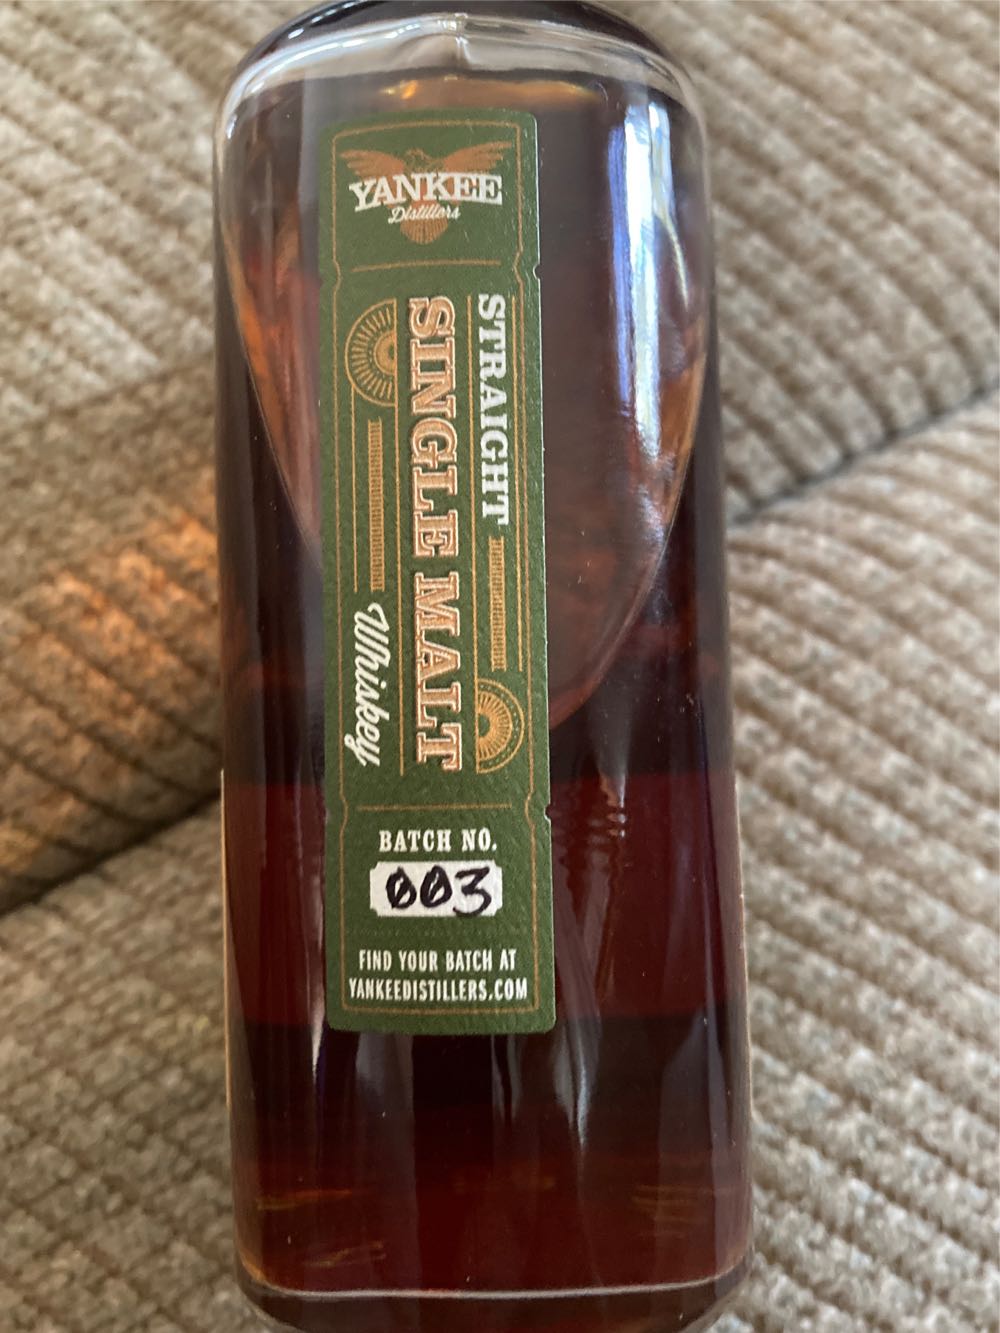 YANKEE
Distillers
STRAIGHT
SINGLE MALT
Whiskey
BATCH NO.
003
FIND YOUR BATCH AT
YANKEEDISTILLERS.COM